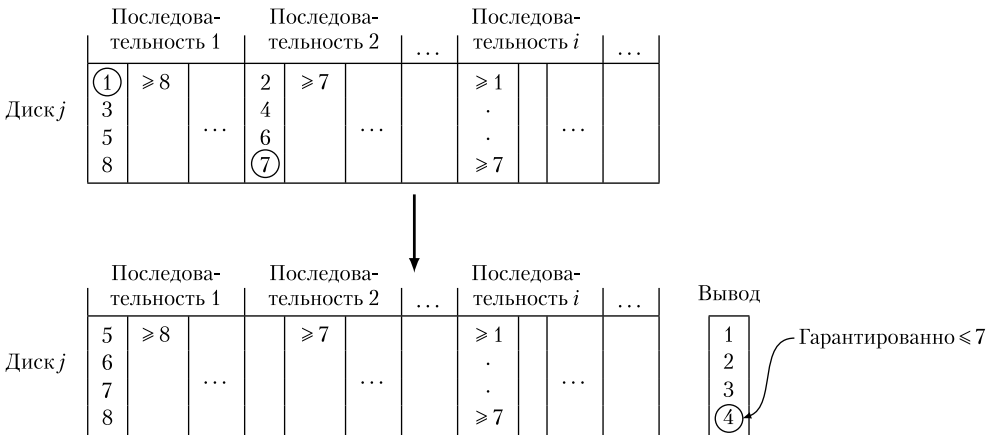 Последова-
тельность 1
Последова-
тельность 2
...
Последова-
тельность i
...
Диск j
1 ⩾ 8 2 ⩾ 7 ⩾ 1
3 4 .
... ... ...
5 6 .
8 7 ⩾ 7
Последова-
тельность 1
Последова-
тельность 2
...
Последова-
тельность i
...
Вывод
Диск j
5 ⩾ 8 ⩾ 7 ⩾ 1 1
Гарантированно ⩽ 7
6 . 2
... ... ...
7 . 3
8 ⩾ 7 4